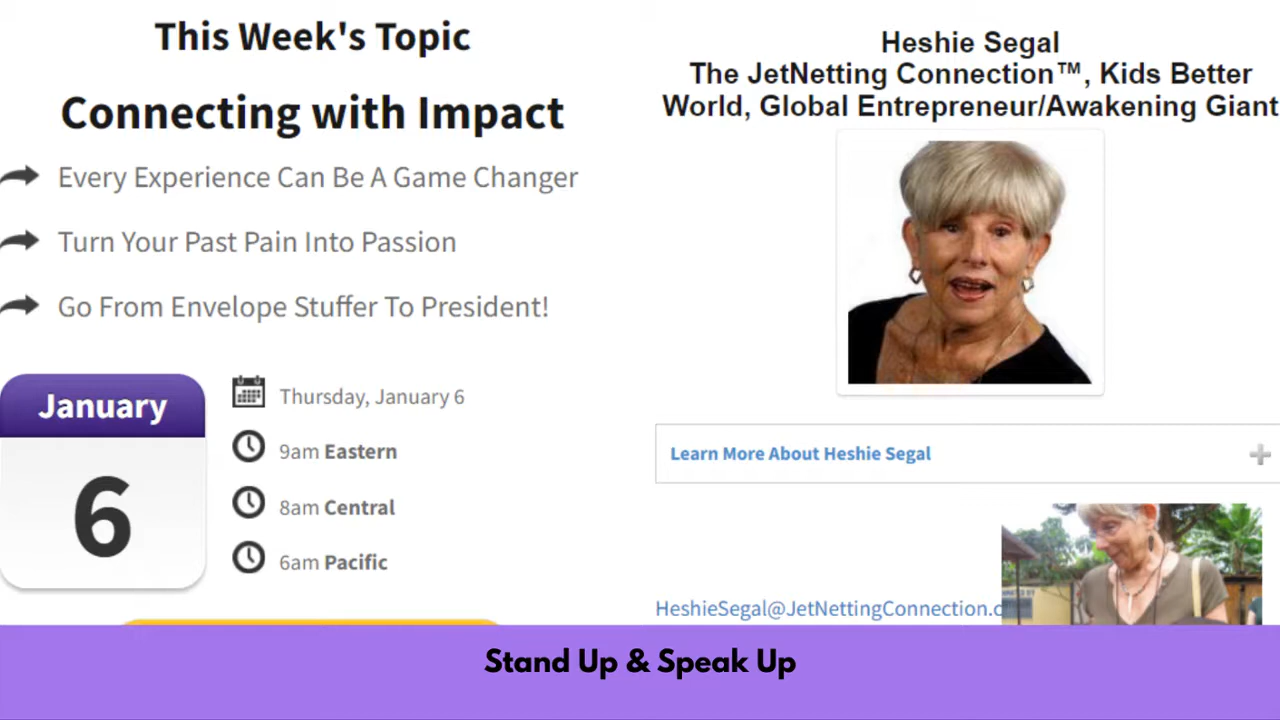 This Week's Topic
Connecting with Impact
Every Experience Can Be A Game Changer
Turn Your Past Pain Into Passion
Go From Envelope Stuffer To President!
January
6
Thursday, January 6
9am Eastern
8am Central
6am Pacific
Heshie Segal
The JetNetting Connection™, Kids Better
World, Global Entrepreneur/Awakening Giant
Learn More About Heshie Segal
HeshieSegal@JetNettingConnection.c
Stand Up & Speak Up